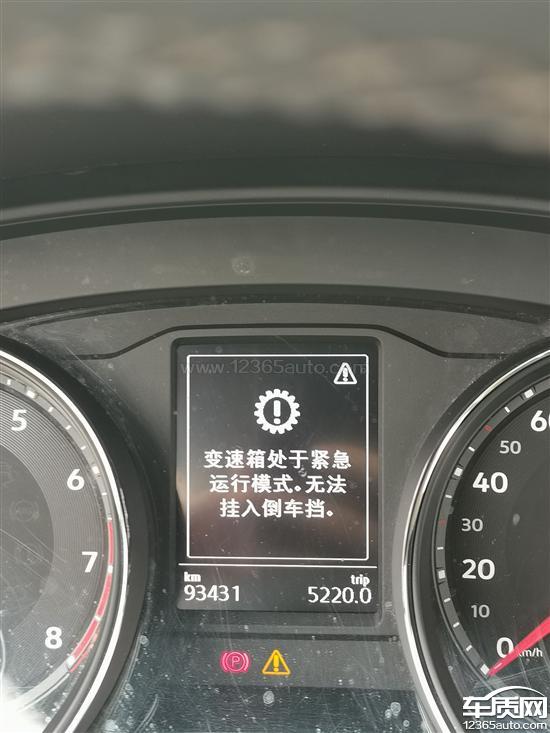 www.12365auto.com
5
6
7
8
变速箱处于紧急
运行模式。无法
挂入倒车挡。
km
trip
93431
5220.0
60
50
40
30
20
10
0
km/h
P
车质网
12365auto.com